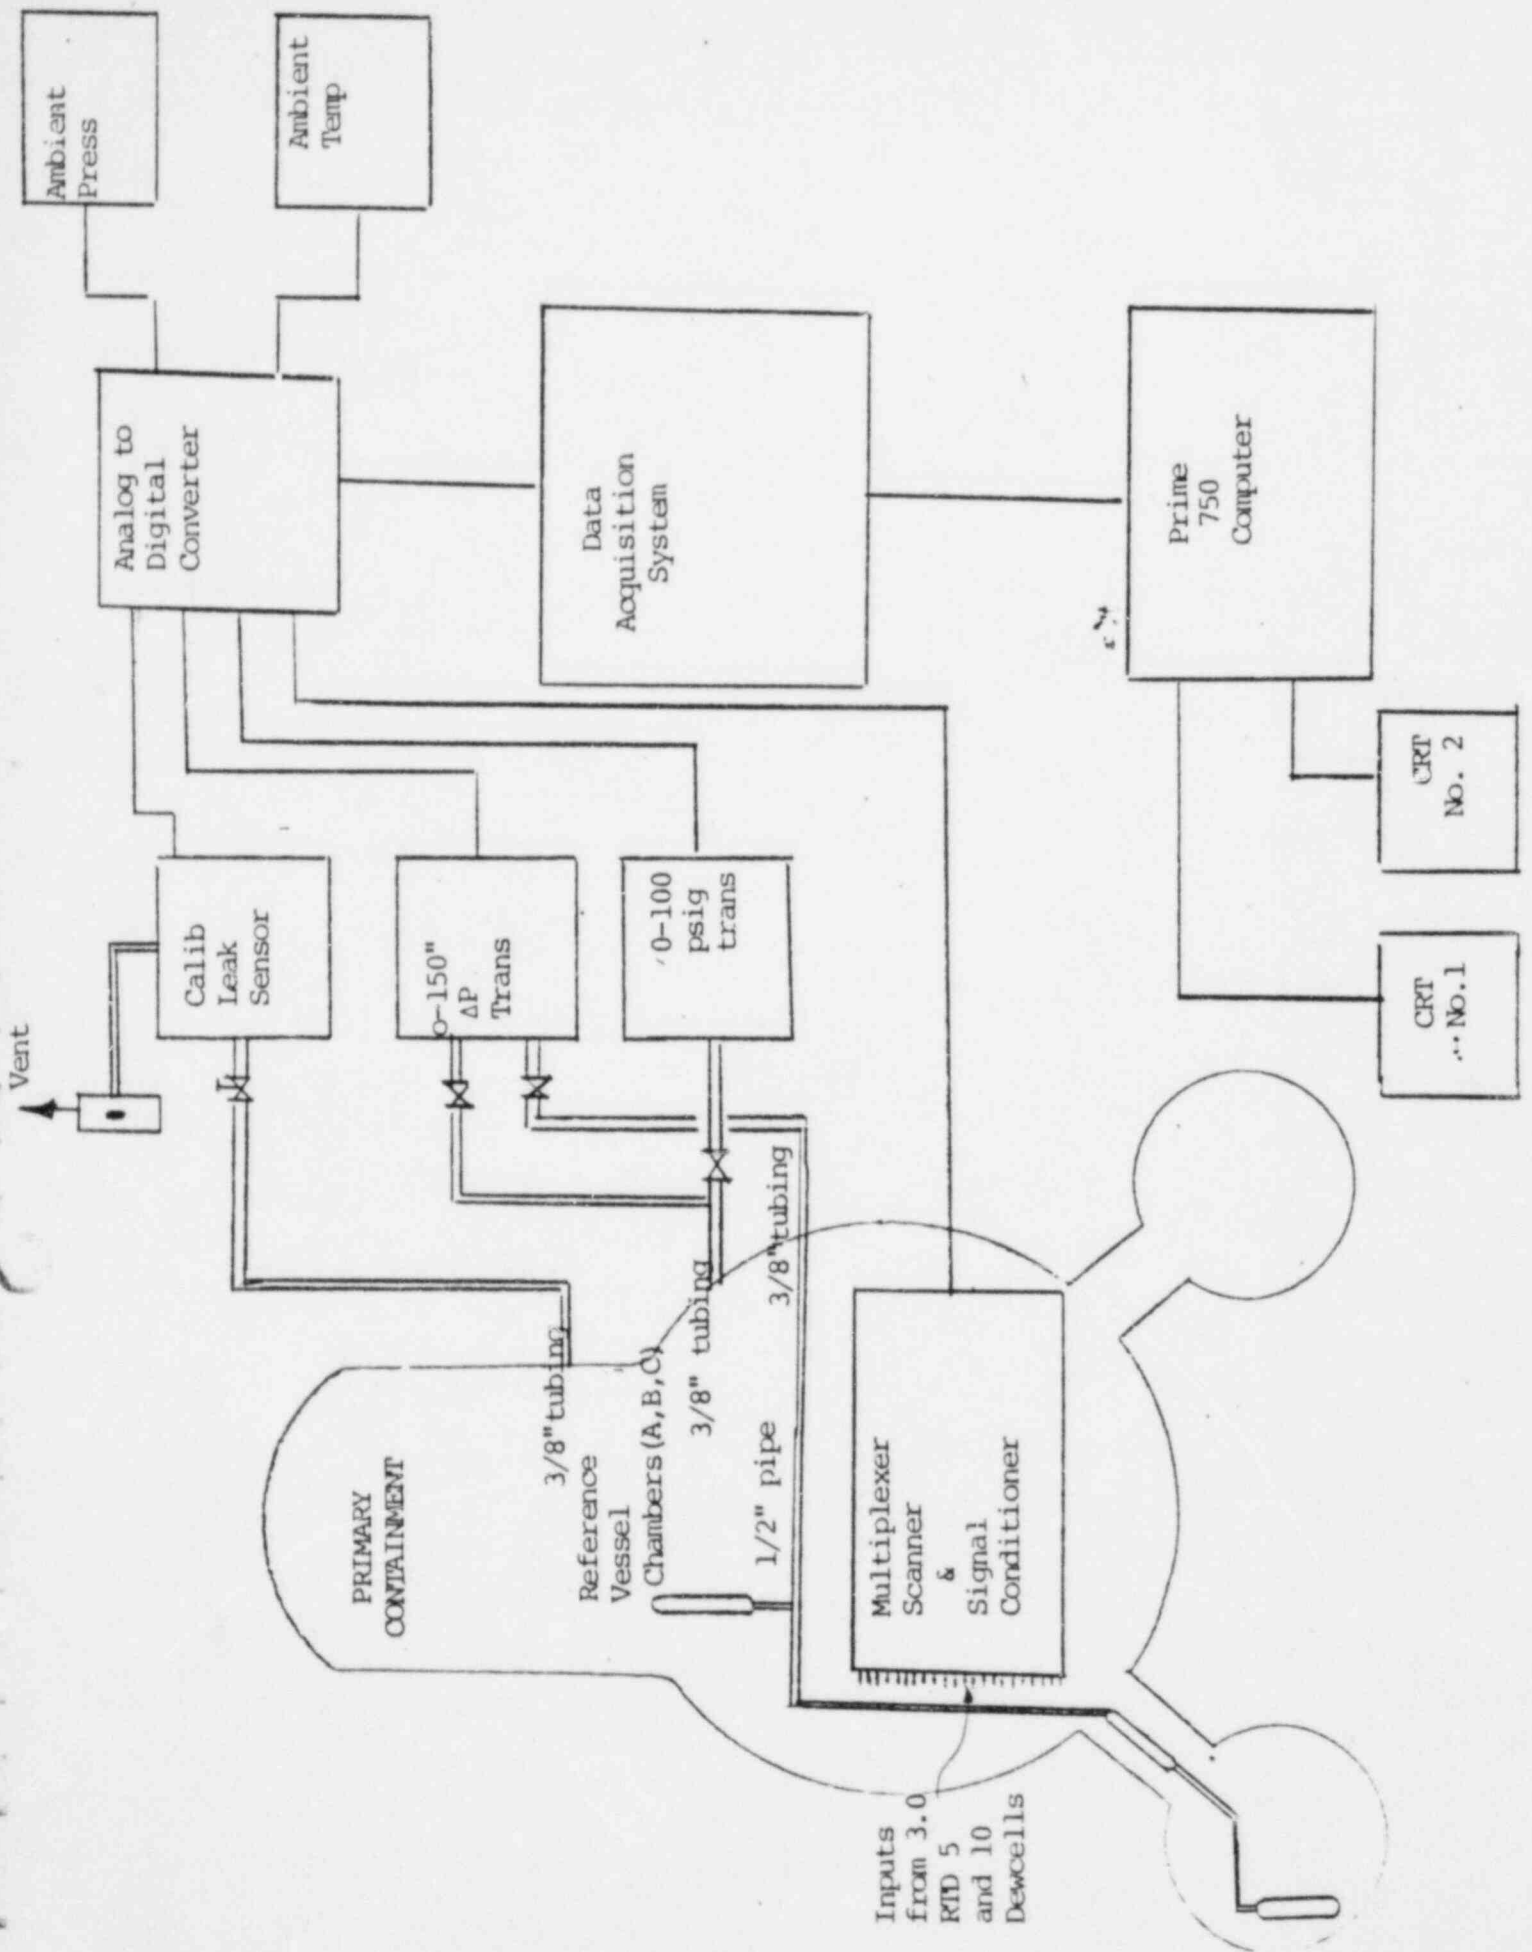 Vent
Ambient
Press
Ambient
Temp
Analog to
Digital
Converter
Calib
Leak
Sensor
0-150"
ΔP
Trans
0-100
psig
trans
Data
Acquisition
System
Prime
750
Computer
CRT
No. 2
CRT
No.1
PRIMARY
CONTAINMENT
3/8"tubing
Reference
Vessel
Chambers(A,B,C)
3/8" tubing
3/8"tubing
1/2" pipe
Multiplexer
Scanner
&
Signal
Conditioner
Inputs
from 3.0
RTD 5
and 10
Dewcells